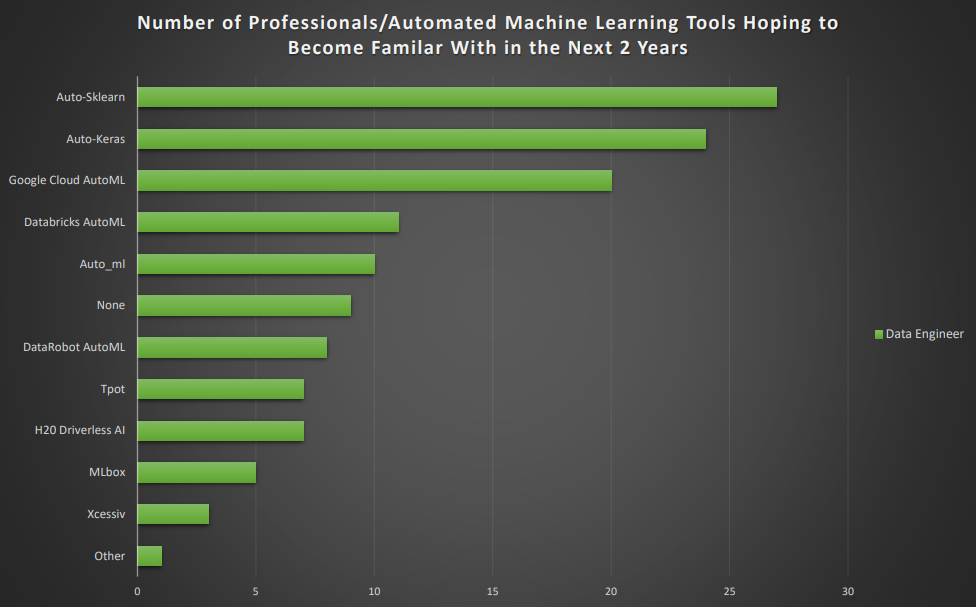 Number of Professionals/Automated Machine Learning Tools Hoping to
Become Familar With in the Next 2 Years
Auto-Sklearn
Auto-Keras
Google Cloud AutoML
Databricks AutoML
Auto_ml
None
DataRobot AutoML
Tpot
H20 Driverless AI
MLbox
Xcessiv
Other
0 5 10 15 20 25 30
Data Engineer